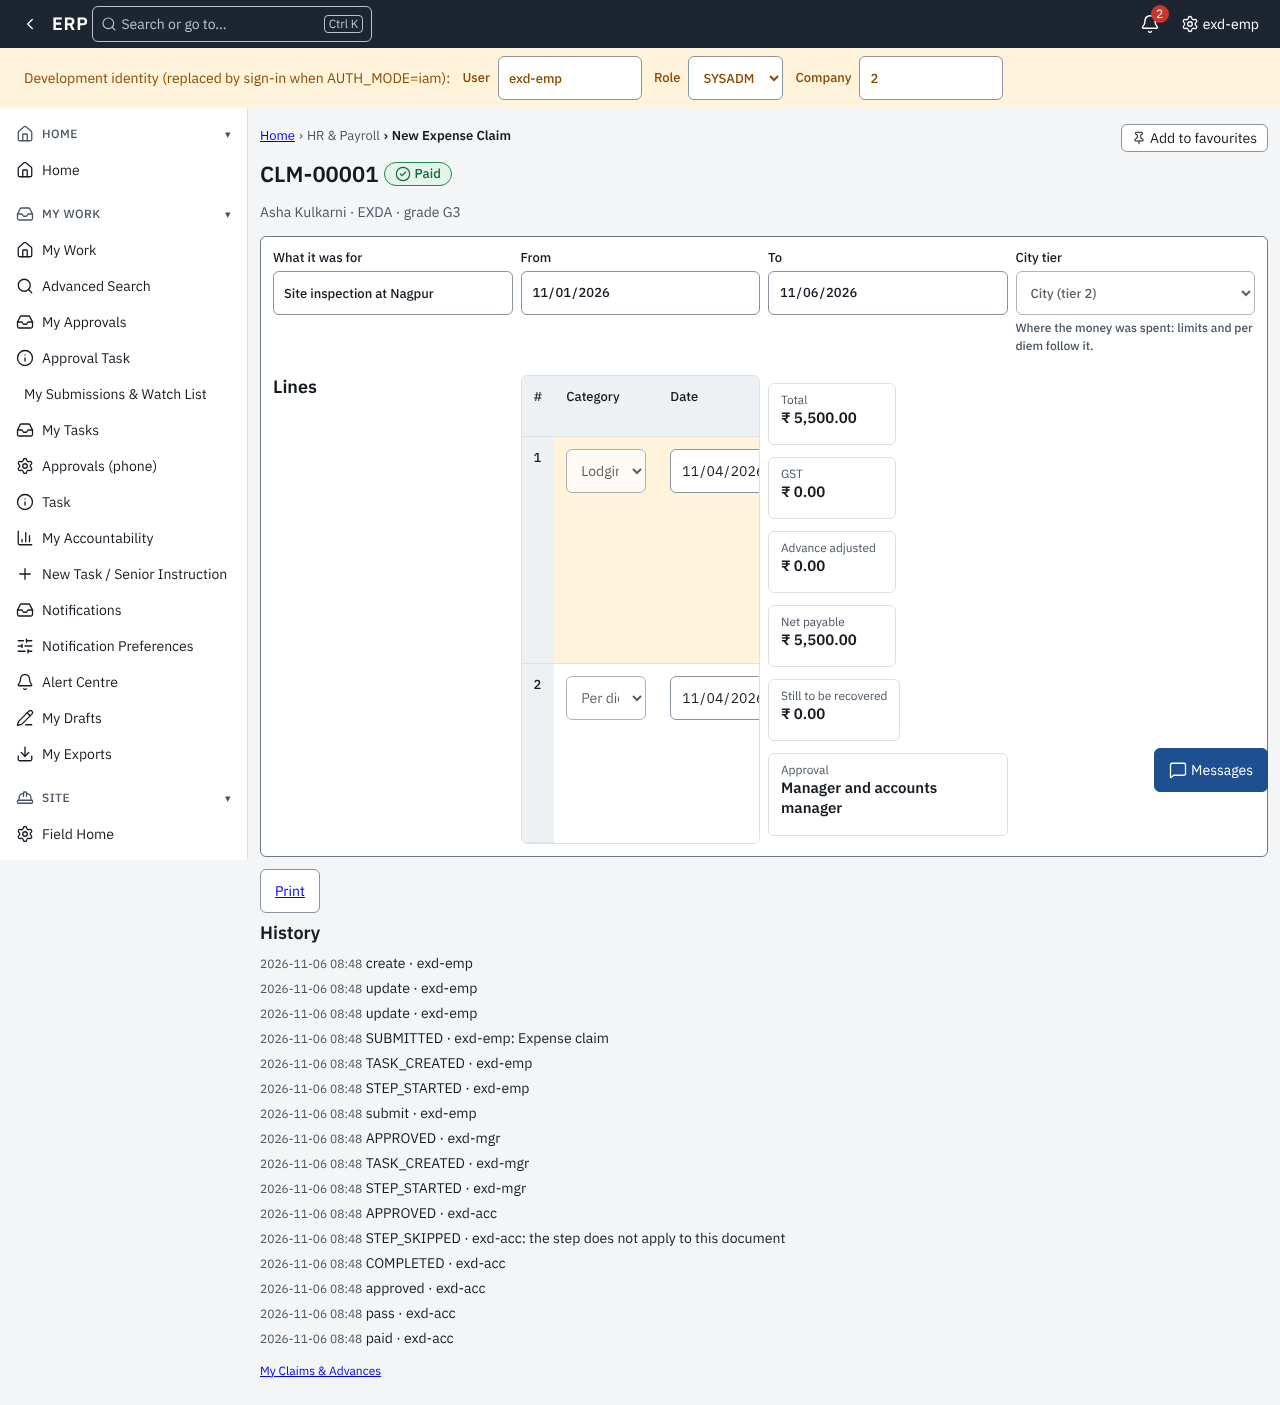 ERP
Search or go to...
Ctrl K
2
exd-emp
Development identity (replaced by sign-in when AUTH_MODE=iam):
User
exd-emp
Role
SYSADM
Company
2
HOME
Home
MY WORK
My Work
Advanced Search
My Approvals
Approval Task
My Submissions & Watch List
My Tasks
Approvals (phone)
Task
My Accountability
New Task / Senior Instruction
Notifications
Notification Preferences
Alert Centre
My Drafts
My Exports
SITE
Field Home
Home › HR & Payroll › New Expense Claim
Add to favourites
CLM-00001
Paid
Asha Kulkarni · EXDA · grade G3
What it was for
Site inspection at Nagpur
From
11/01/2026
To
11/06/2026
City tier
City (tier 2)
Where the money was spent: limits and per
diem follow it.
Lines
# Category Date
1
Lodgin
11/04/2026
2
Per di
11/04/2026
Total
₹ 5,500.00
GST
₹ 0.00
Advance adjusted
₹ 0.00
Net payable
₹ 5,500.00
Still to be recovered
₹ 0.00
Approval
Manager and accounts
manager
Messages
Print
History
2026-11-06 08:48 create · exd-emp
2026-11-06 08:48 update · exd-emp
2026-11-06 08:48 update · exd-emp
2026-11-06 08:48 SUBMITTED · exd-emp: Expense claim
2026-11-06 08:48 TASK_CREATED · exd-emp
2026-11-06 08:48 STEP_STARTED · exd-emp
2026-11-06 08:48 submit · exd-emp
2026-11-06 08:48 APPROVED · exd-mgr
2026-11-06 08:48 TASK_CREATED · exd-mgr
2026-11-06 08:48 STEP_STARTED · exd-mgr
2026-11-06 08:48 APPROVED · exd-acc
2026-11-06 08:48 STEP_SKIPPED · exd-acc: the step does not apply to this document
2026-11-06 08:48 COMPLETED · exd-acc
2026-11-06 08:48 approved · exd-acc
2026-11-06 08:48 pass · exd-acc
2026-11-06 08:48 paid · exd-acc
My Claims & Advances